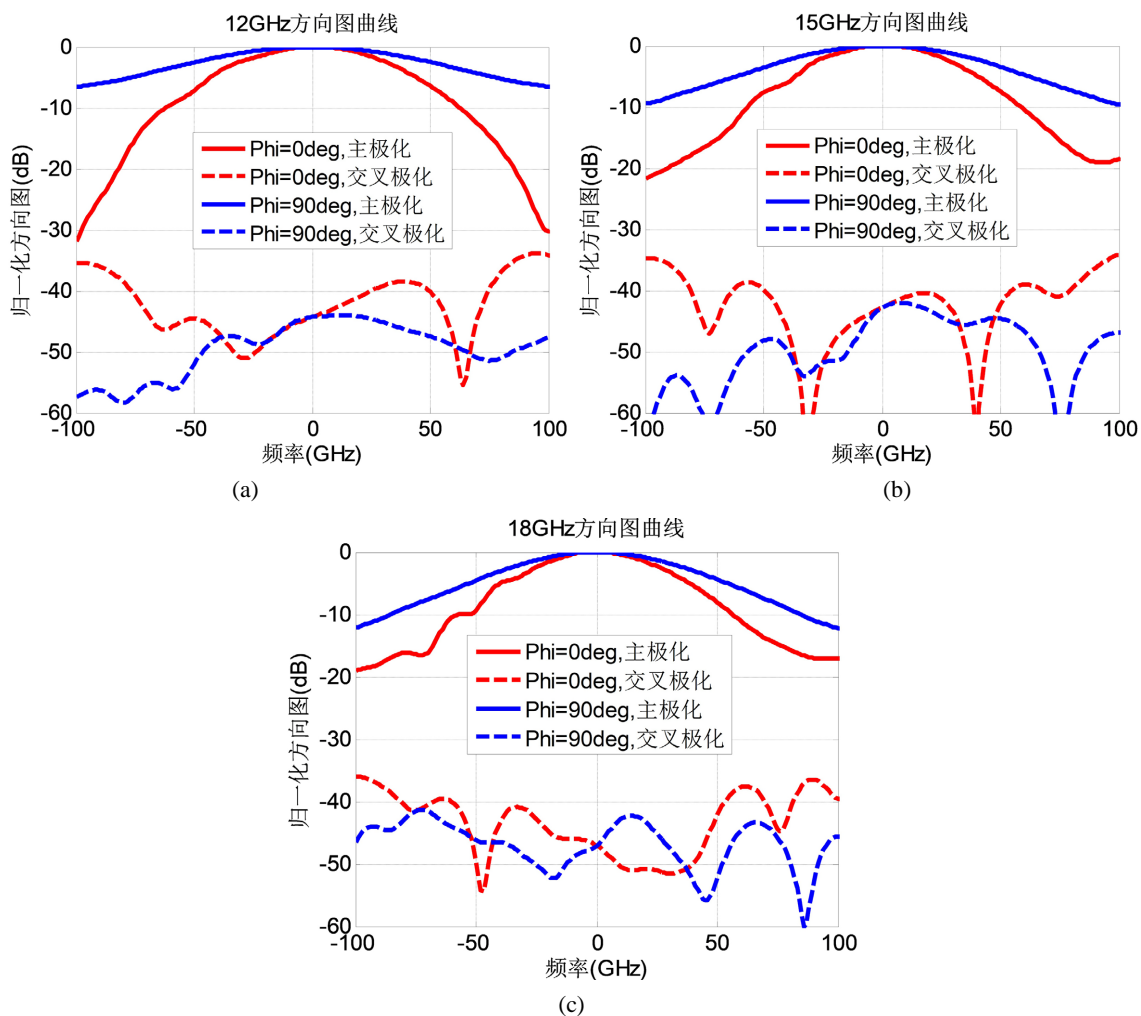 12GHz方向图曲线
归一化方向图(dB)
0
-10
-20
-30
-40
-50
-60
Phi=0deg,主极化
Phi=0deg,交叉极化
Phi=90deg,主极化
Phi=90deg,交叉极化
-100
-50
0
50
100
频率(GHz)
(a)
15GHz方向图曲线
归一化方向图(dB)
0
-10
-20
-30
-40
-50
-60
Phi=0deg,主极化
Phi=0deg,交叉极化
Phi=90deg,主极化
Phi=90deg,交叉极化
-100
-50
0
50
100
频率(GHz)
(b)
18GHz方向图曲线
归一化方向图(dB)
0
-10
-20
-30
-40
-50
-60
Phi=0deg,主极化
Phi=0deg,交叉极化
Phi=90deg,主极化
Phi=90deg,交叉极化
-100
-50
0
50
100
频率(GHz)
(c)